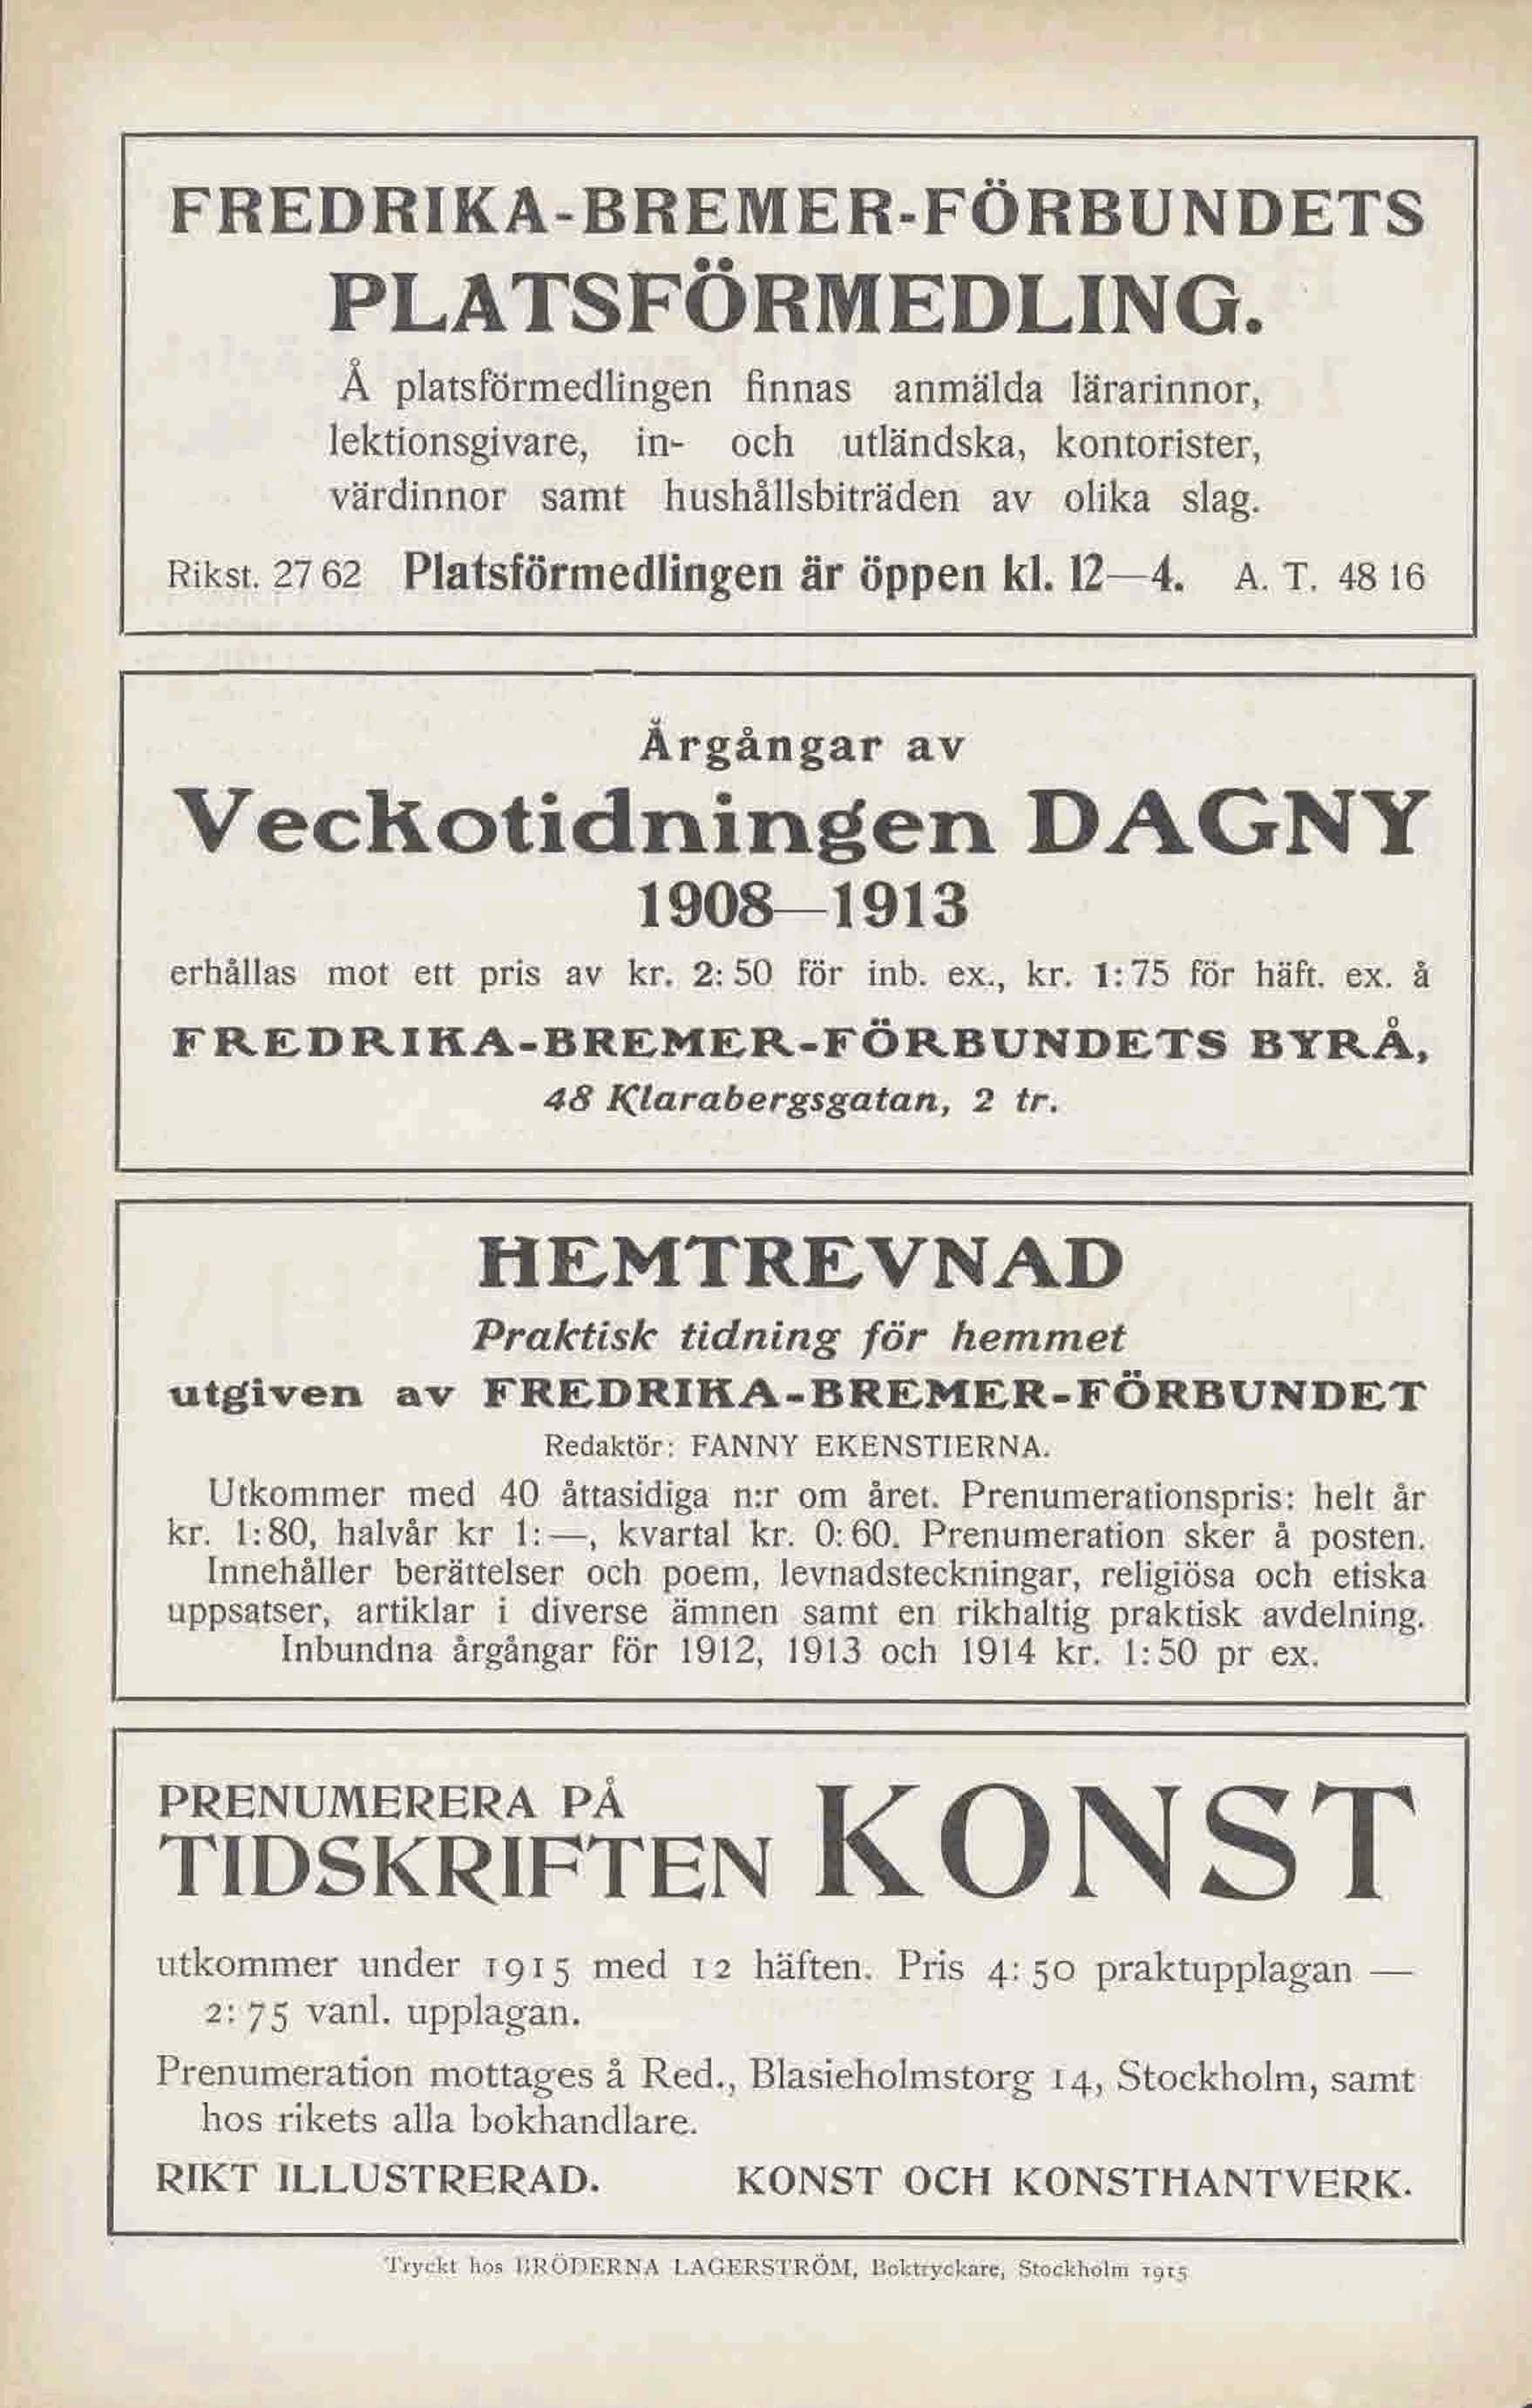 FREDRIKA-BREMER-FÖRBUNDETS
PLATSFÖRMEDLING.
Å platsförmedlingen finnas anmälda lärarinnor,
lektionsgivare, in- och utländska, kontorister,
värdinnor samt hushållsbiträden av olika slag.
Rikst. 27 62 Platsförmedlingen är öppen kl. 12—4. A. T. 48 16
Årgångar av
Veckotidningen DAGNY
1908—1913
erhållas mot ett pris av kr. 2: 50 för inb. ex., kr. 1: 75 för häft. ex. å
FREDRIKA-BREMER-FÖRBUNDETS BYRÅ,
48 Klarabergsgatan, 2 tr.
HEMTREVNAD
Praktisk tidning för hemmet
utgiven av FREDRIKA-BREMER-FÖRBUNDET
Redaktör: FANNY EKENSTIERNA.
Utkommer med 40 åttasidiga n:r om året. Prenumerationspris: helt år
kr. 1: 80, halvår kr 1: —, kvartal kr. 0: 60. Prenumeration sker å posten.
Innehåller berättelser och poem, levnadsteckningar, religiösa och etiska
uppsatser, artiklar i diverse ämnen samt en rikhaltig praktisk avdelning.
Inbundna årgångar för 1912, 1913 och 1914 kr. 1: 50 pr ex.
PRENUMERERA PÅ
TIDSKRIFTEN KONST
utkommer under 1915 med 12 häften. Pris 4: 50 praktupplagan —
2: 75 vanl. upplagan.
Prenumeration mottages å Red., Blasieholmstorg 14, Stockholm, samt
hos rikets alla bokhandlare.
RIKT ILLUSTRERAD. KONST OCH KONSTHANTVERK.
Tryckt hos BRÖDERNA LAGERSTRÖM, Boktryckare, Stockholm 1915